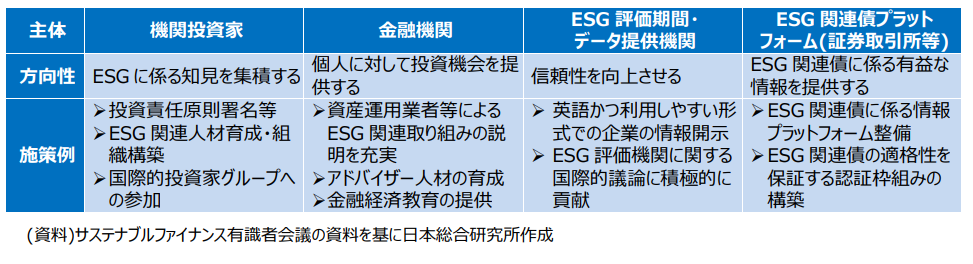 主体
機関投資家
金融機関
ESG 評価期間・
データ提供機関
ESG 関連債プラット
フォーム(証券取引所等)
方向性
ESG に係る知見を集積する
個人に対して投資機会を提
供する
信頼性を向上させる
ESG 関連債に係る有益な
情報を提供する
施策例
➢投資責任原則署名等
➢ESG 関連人材育成・組
織構築
➢国際的投資家グループへ
の参加
➢資産運用業者等による
ESG 関連取り組みの説
明を充実
➢アドバイザー人材の育成
➢金融経済教育の提供
➢英語かつ利用しやすい形
式での企業の情報開示
➢ESG 評価機関に関する
国際的議論に積極的に
貢献
➢ESG 関連債に係る情報
プラットフォーム整備
➢ESG 関連債の適格性を
保証する認証枠組みの
構築
(資料)サステナブルファイナンス有識者会議の資料を基に日本総合研究所作成